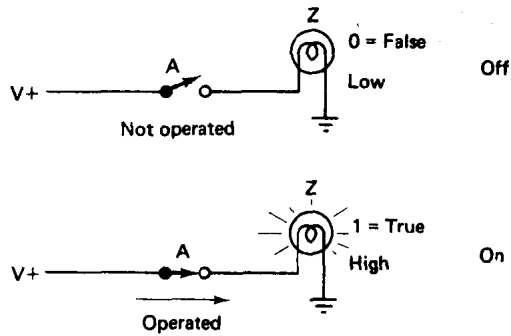 Z
0 = False
A
Off
Low
V+
Not operated
Z
1 = True
A
On
High
V+
Operated